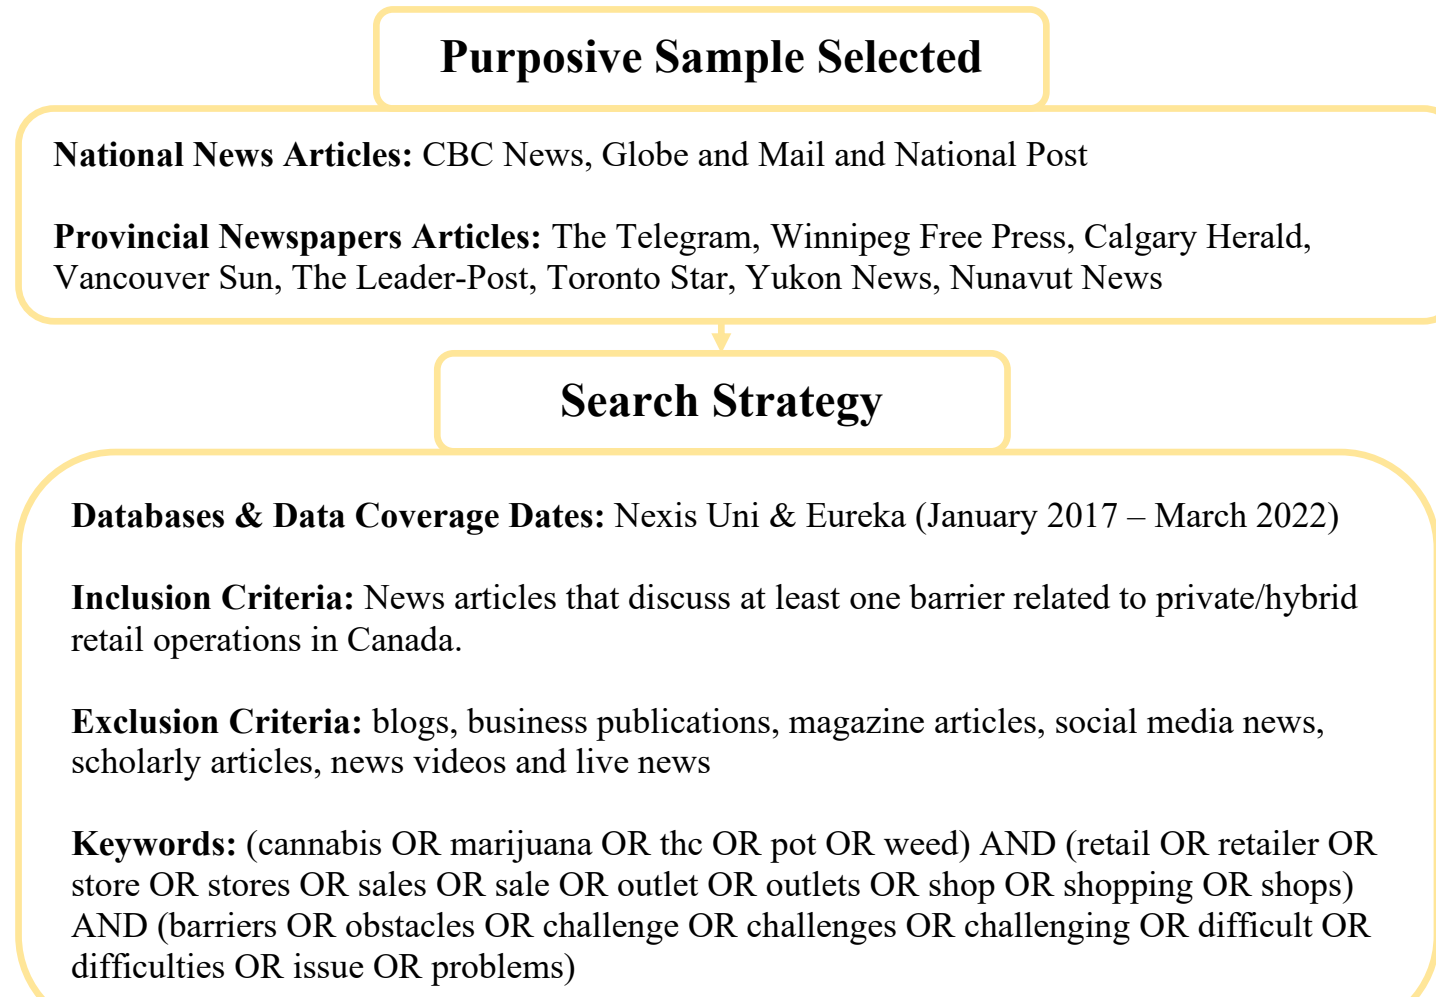 Purposive Sample Selected
National News Articles: CBC News, Globe and Mail and National Post
Provincial Newspapers Articles: The Telegram, Winnipeg Free Press, Calgary Herald,
Vancouver Sun, The Leader-Post, Toronto Star, Yukon News, Nunavut News
Search Strategy
Databases & Data Coverage Dates: Nexis Uni & Eureka (January 2017 – March 2022)
Inclusion Criteria: News articles that discuss at least one barrier related to private/hybrid
retail operations in Canada.
Exclusion Criteria: blogs, business publications, magazine articles, social media news,
scholarly articles, news videos and live news
Keywords: (cannabis OR marijuana OR thc OR pot OR weed) AND (retail OR retailer OR
store OR stores OR sales OR sale OR outlet OR outlets OR shop OR shopping OR shops)
AND (barriers OR obstacles OR challenge OR challenges OR challenging OR difficult OR
difficulties OR issue OR problems)